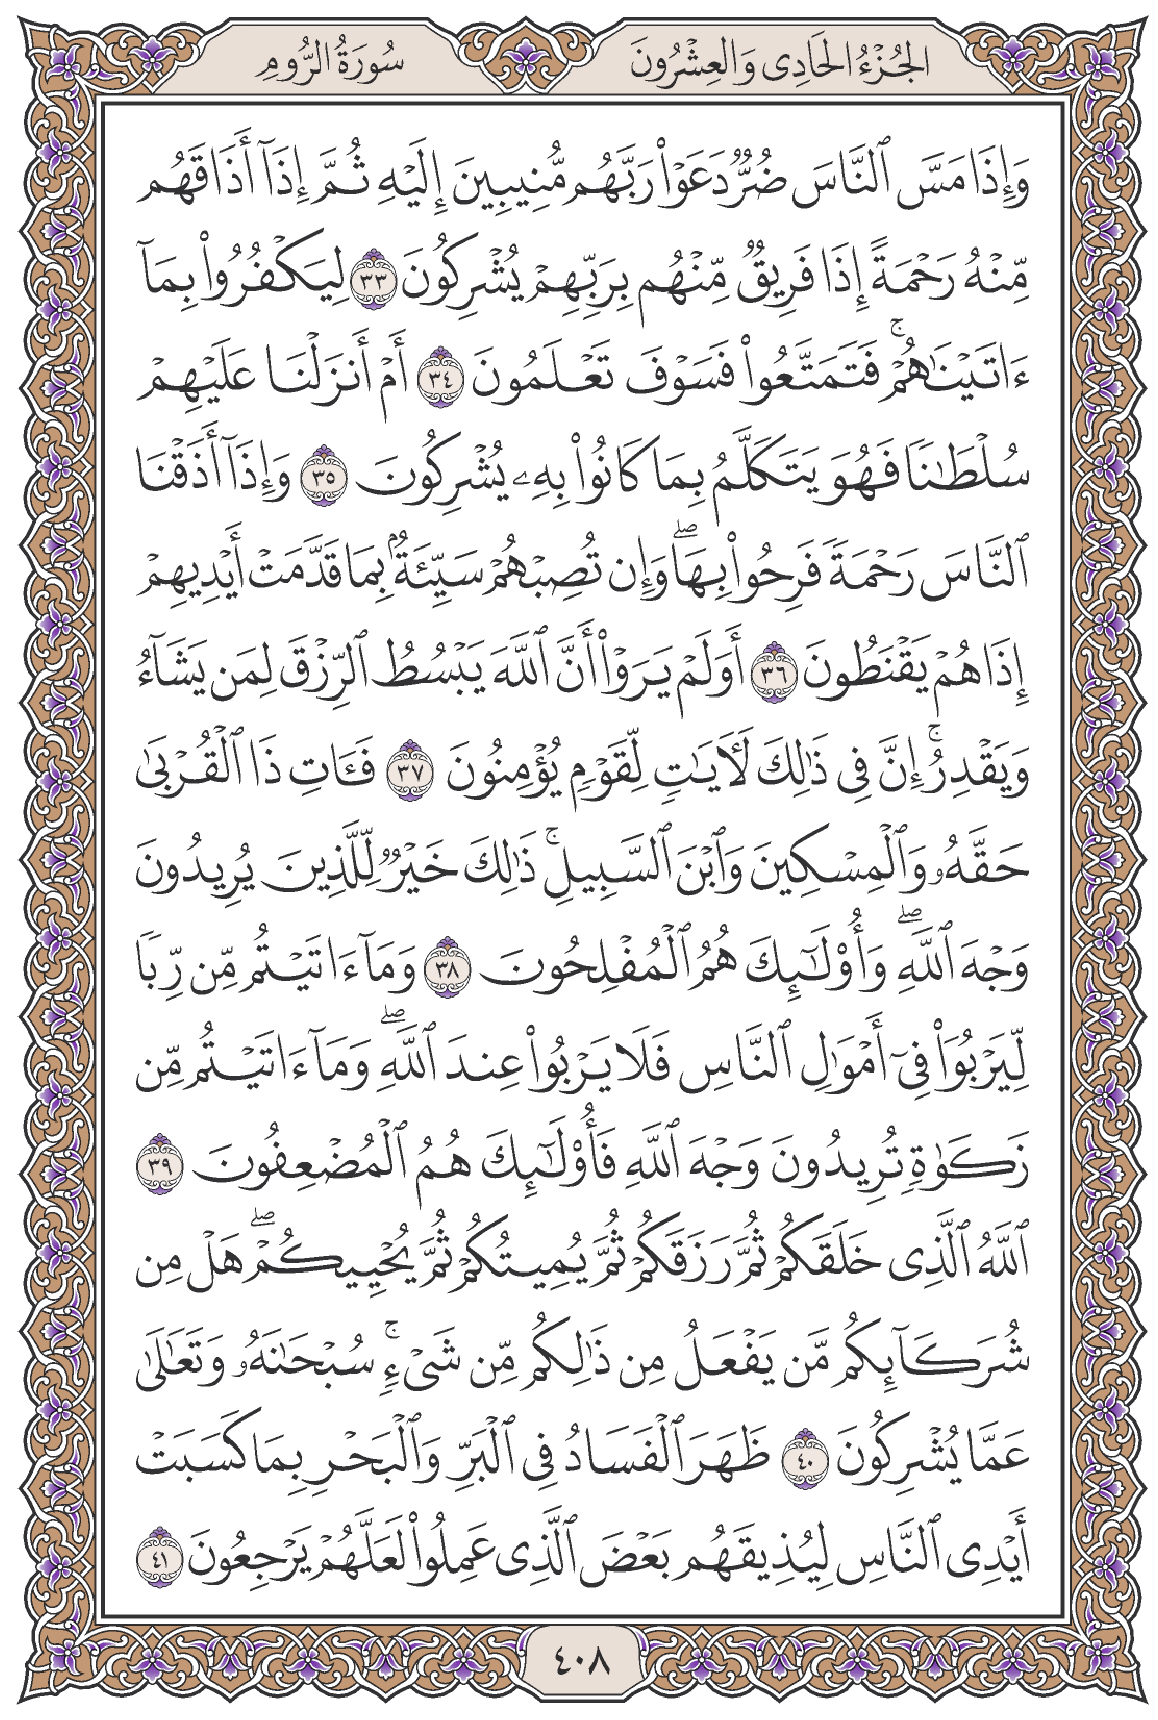 الجُزْءُ الحَادِى وَالعِشْرُونَ
سُورَةُ الرُّومِ
وَإِذَا مَسَّ ٱلنَّاسَ ضُرٌّ دَعَوْا۟ رَبَّهُم مُّنِيبِينَ إِلَيْهِ ثُمَّ إِذَآ أَذَاقَهُم
مِّنْهُ رَحْمَةً إِذَا فَرِيقٌ مِّنْهُم بِرَبِّهِمْ يُشْرِكُونَ ٣٣ لِيَكْفُرُوا۟ بِمَآ
ءَاتَيْنَـٰهُمْ ۚ فَتَمَتَّعُوا۟ فَسَوْفَ تَعْلَمُونَ ٣٤ أَمْ أَنزَلْنَا عَلَيْهِمْ
سُلْطَـٰنًا فَهُوَ يَتَكَلَّمُ بِمَا كَانُوا۟ بِهِۦ يُشْرِكُونَ ٣٥ وَإِذَآ أَذَقْنَا
ٱلنَّاسَ رَحْمَةً فَرِحُوا۟ بِهَا ۖ وَإِن تُصِبْهُمْ سَيِّئَةٌۢ بِمَا قَدَّمَتْ أَيْدِيهِمْ
إِذَا هُمْ يَقْنَطُونَ ٣٦ أَوَلَمْ يَرَوْا۟ أَنَّ ٱللَّهَ يَبْسُطُ ٱلرِّزْقَ لِمَن يَشَآءُ
وَيَقْدِرُ ۚ إِنَّ فِى ذَٰلِكَ لَـَٔايَـٰتٍ لِّقَوْمٍ يُؤْمِنُونَ ٣٧ فَـَٔاتِ ذَا ٱلْقُرْبَىٰ
حَقَّهُۥ وَٱلْمِسْكِينَ وَٱبْنَ ٱلسَّبِيلِ ۚ ذَٰلِكَ خَيْرٌ لِّلَّذِينَ يُرِيدُونَ
وَجْهَ ٱللَّهِ ۖ وَأُو۟لَـٰٓئِكَ هُمُ ٱلْمُفْلِحُونَ ٣٨ وَمَآ ءَاتَيْتُم مِّن رِّبًا
لِّيَرْبُوَا۟ فِىٓ أَمْوَٰلِ ٱلنَّاسِ فَلَا يَرْبُوا۟ عِندَ ٱللَّهِ ۖ وَمَآ ءَاتَيْتُم مِّن
زَكَوٰةٍ تُرِيدُونَ وَجْهَ ٱللَّهِ فَأُو۟لَـٰٓئِكَ هُمُ ٱلْمُضْعِفُونَ ٣٩
ٱللَّهُ ٱلَّذِى خَلَقَكُمْ ثُمَّ رَزَقَكُمْ ثُمَّ يُمِيتُكُمْ ثُمَّ يُحْيِيكُمْ ۖ هَلْ مِن
شُرَكَآئِكُم مَّن يَفْعَلُ مِن ذَٰلِكُم مِّن شَىْءٍ ۚ سُبْحَـٰنَهُۥ وَتَعَـٰلَىٰ
عَمَّا يُشْرِكُونَ ٤٠ ظَهَرَ ٱلْفَسَادُ فِى ٱلْبَرِّ وَٱلْبَحْرِ بِمَا كَسَبَتْ
أَيْدِى ٱلنَّاسِ لِيُذِيقَهُم بَعْضَ ٱلَّذِى عَمِلُوا۟ لَعَلَّهُمْ يَرْجِعُونَ ٤١
٤٠٨